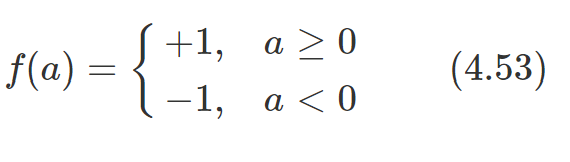 f(a) = { +1, a ≥ 0
−1, a < 0 (4.53)